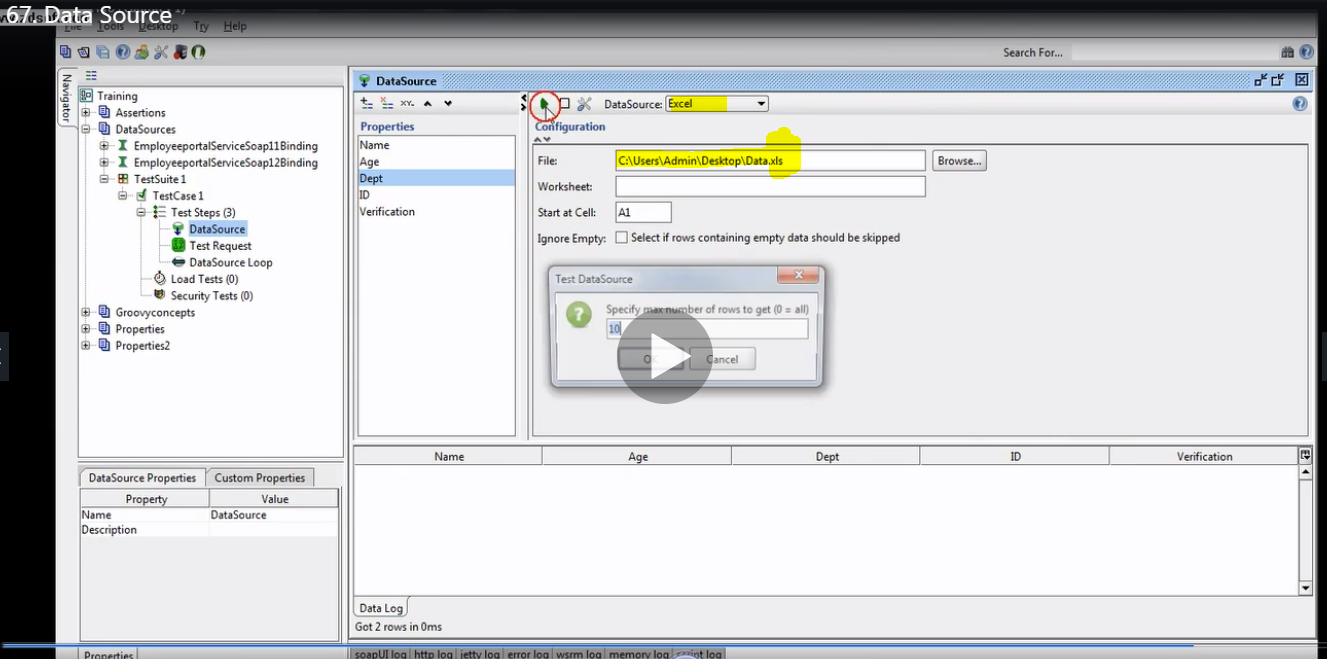 67. Data Source
File Tools Desktop Try Help
Search For...
Navigator
Training
Assertions
DataSources
EmployeeportalServiceSoap11Binding
EmployeeportalServiceSoap12Binding
TestSuite 1
TestCase 1
Test Steps (3)
DataSource
Test Request
DataSource Loop
Load Tests (0)
Security Tests (0)
Groovyconcepts
Properties
Properties2
DataSource Properties Custom Properties
Property Value
Name DataSource
Description
Properties
DataSource
XY.. DataSource: Excel
Properties
Name
Age
Dept
ID
Verification
Configuration
File: C:\Users\Admin\Desktop\Data.xls Browse...
Worksheet:
Start at Cell: A1
Ignore Empty: Select if rows containing empty data should be skipped
Test DataSource
Specify max number of rows to get (0 = all)
10
Cancel
Name Age Dept ID Verification
Data Log
Got 2 rows in 0ms
soapUI log http log jetty log error log wsrm log memory log script log